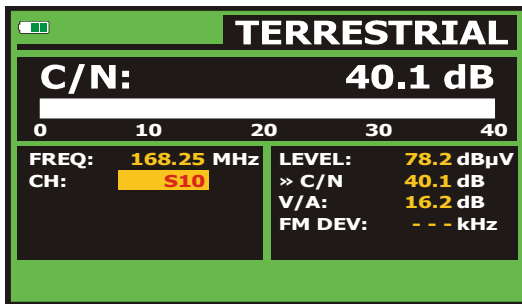 TERRESTRIAL
C/N: 40.1 dB
0 10 20 30 40
FREQ: 168.25 MHz
CH: S10
LEVEL: 78.2 dBµV
» C/N 40.1 dB
V/A: 16.2 dB
FM DEV: - - - kHz